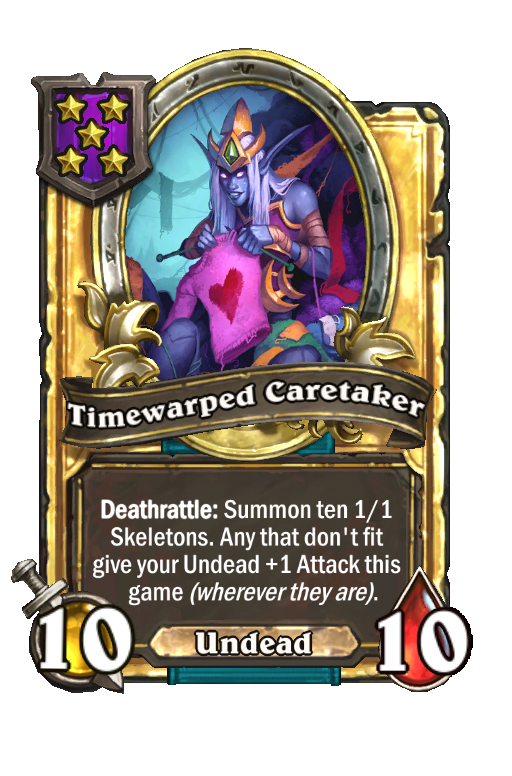 Timewarped Caretaker
Deathrattle: Summon ten 1/1
Skeletons. Any that don't fit
give your Undead +1 Attack this
game (wherever they are).
10
Undead
10